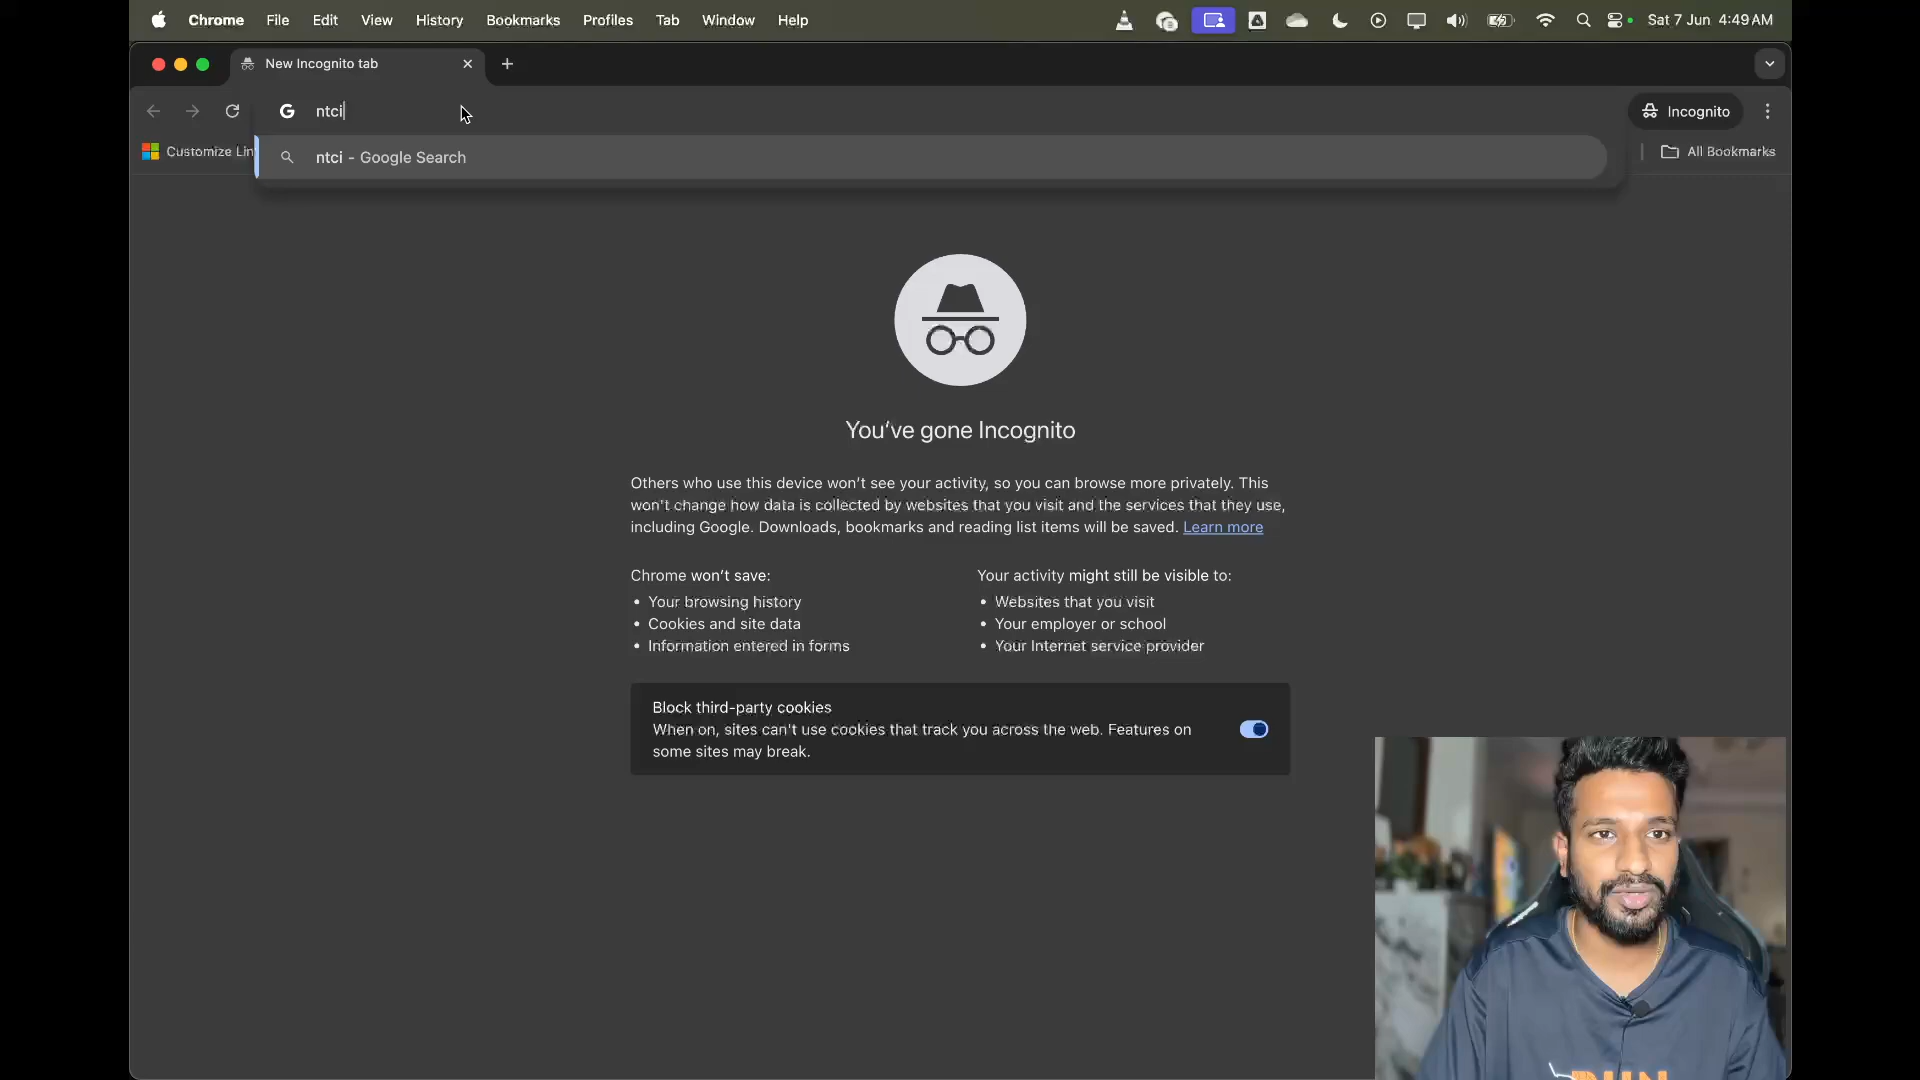 Chrome File Edit View History Bookmarks Profiles Tab Window Help Sat 7 Jun 4:49 AM
New Incognito tab
ntci
Incognito
ntci - Google Search
Customize Lin
All Bookmarks
You've gone Incognito
Others who use this device won't see your activity, so you can browse more privately. This
won't change how data is collected by websites that you visit and the services that they use,
including Google. Downloads, bookmarks and reading list items will be saved. Learn more
Chrome won't save:
• Your browsing history
• Cookies and site data
• Information entered in forms
Your activity might still be visible to:
• Websites that you visit
• Your employer or school
• Your Internet service provider
Block third-party cookies
When on, sites can't use cookies that track you across the web. Features on
some sites may break.